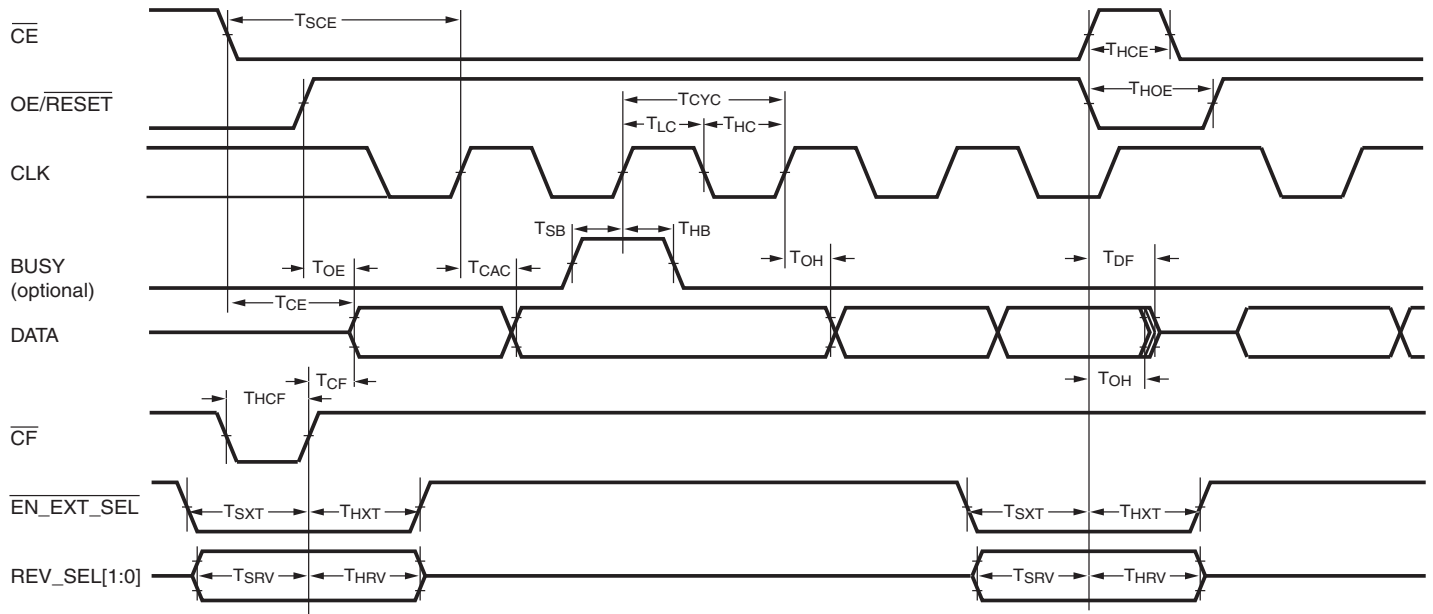 CE
TSCE
THCE
OE/RESET
THOE
TCYC
TLC
THC
CLK
TSB
THB
BUSY
(optional)
TOE
TCAC
TOH
TDF
TCE
DATA
TCF
TOH
THCF
CF
EN_EXT_SEL
TSXT
THXT
TSXT
THXT
REV_SEL[1:0]
TSRV
THRV
TSRV
THRV